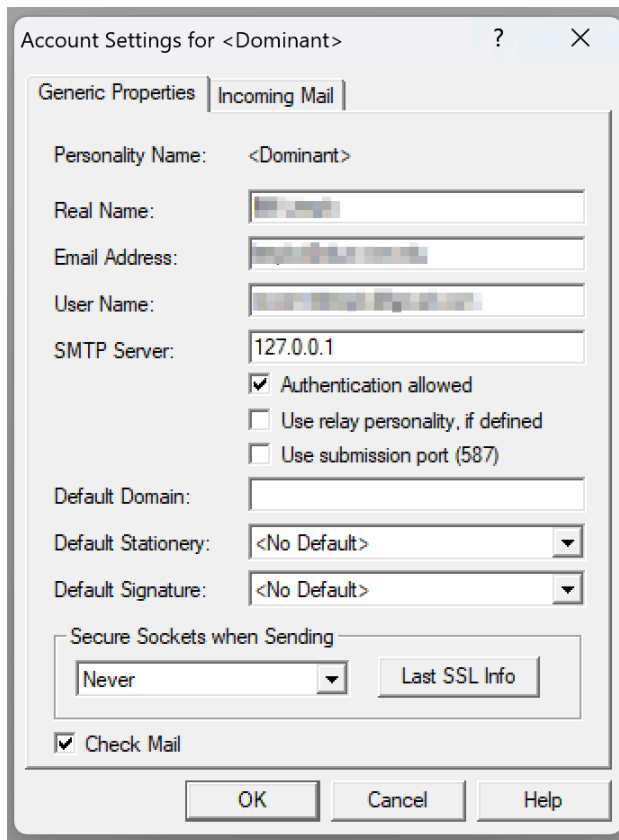 Account Settings for <Dominant>
Generic Properties Incoming Mail
Personality Name: <Dominant>
Real Name:
Email Address:
User Name:
SMTP Server: 127.0.0.1
Authentication allowed
Use relay personality, if defined
Use submission port (587)
Default Domain:
Default Stationery: <No Default>
Default Signature: <No Default>
Secure Sockets when Sending
Never Last SSL Info
Check Mail
OK Cancel Help